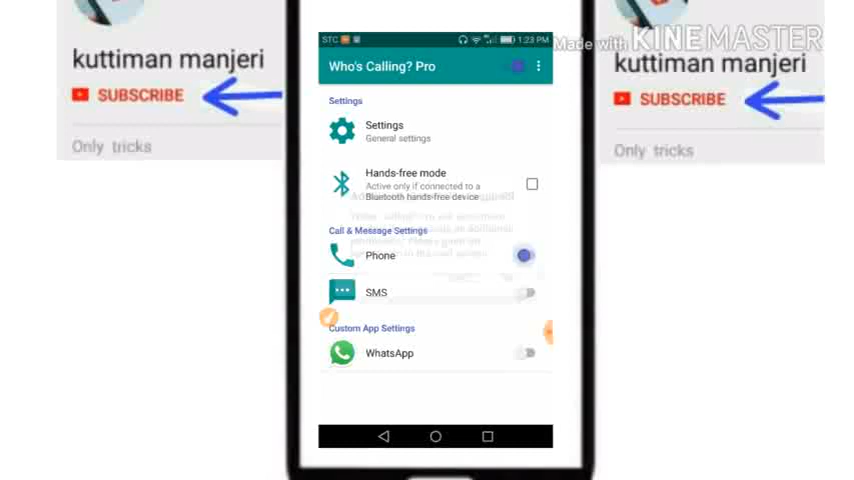 kuttiman manjeri
SUBSCRIBE
Only tricks
STC
1:23 PM
Who's Calling? Pro
Settings
Settings
General settings
Hands-free mode
Active only if connected to a
Bluetooth hands-free device
Call & Message Settings
Phone
SMS
Custom App Settings
WhatsApp
Made with KINEMASTER
kuttiman manjeri
SUBSCRIBE
Only tricks